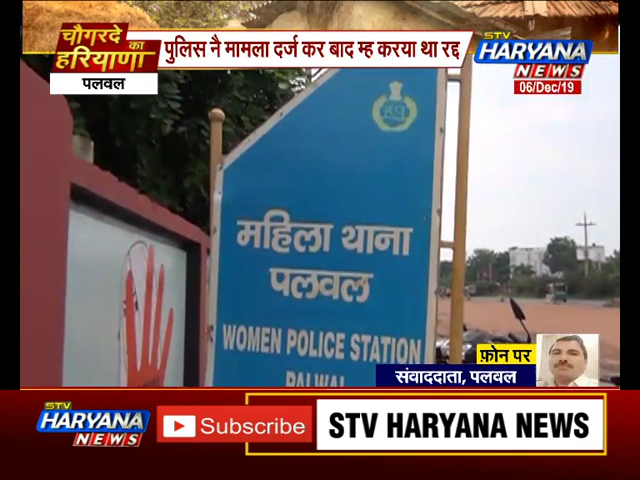 चौगरदे का
हरियाणा
पलवल
पुलिस नै मामला दर्ज कर बाद म्ह करया था रद्द
STV
HARYANA
NEWS
06/Dec/19
महिला थाना
पलवल
WOMEN POLICE STATION
PALWAL
फ़ोन पर
संवाददाता, पलवल
STV
HARYANA
NEWS
Subscribe
STV HARYANA NEWS